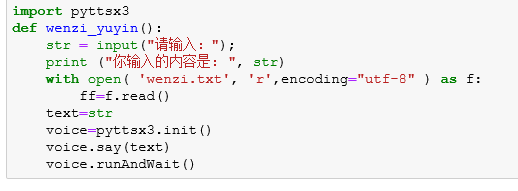 import pyttsx3
def wenzi_yuyin():
    str = input("请输入：");
    print ("你输入的内容是：", str)
    with open( 'wenzi.txt', 'r',encoding="utf-8" ) as f:
        ff=f.read()
    text=str
    voice=pyttsx3.init()
    voice.say(text)
    voice.runAndWait()